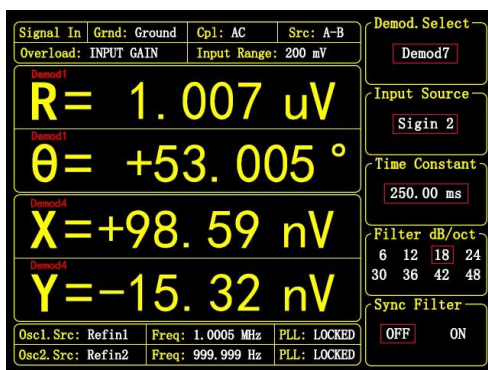 Signal In Grnd: Ground Cpl: AC Src: A-B
Overload: INPUT GAIN Input Range: 200 mV
Demod1
R= 1.007 uV
Demod1
θ= +53.005 °
Demod4
X=+98.59 nV
Demod4
Y=-15.32 nV
Osc1.Src: Refin1 Freq: 1.0005 MHz PLL: LOCKED
Osc2.Src: Refin2 Freq: 999.999 Hz PLL: LOCKED
Demod.Select
Demod7
Input Source
Sigin 2
Time Constant
250.00 ms
Filter dB/oct
6 12 18 24
30 36 42 48
Sync Filter
OFF ON